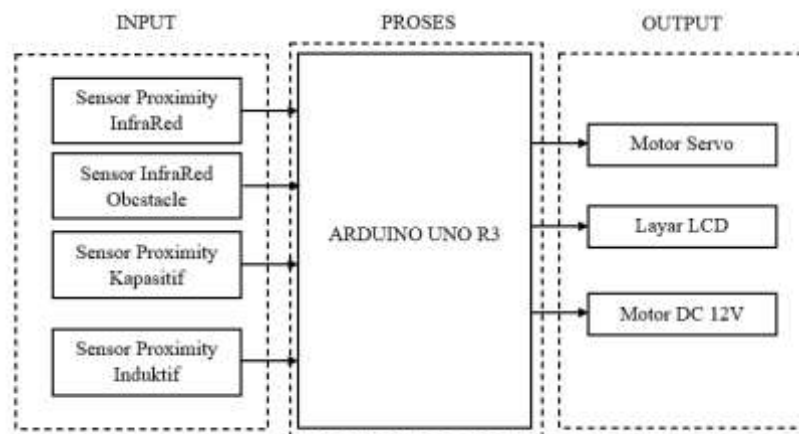 INPUT
PROSES
OUTPUT
Sensor Proximity
InfraRed
Sensor InfraRed
Obcstacle
Sensor Proximity
Kapasitif
Sensor Proximity
Induktif
ARDUINO UNO R3
Motor Servo
Layar LCD
Motor DC 12V